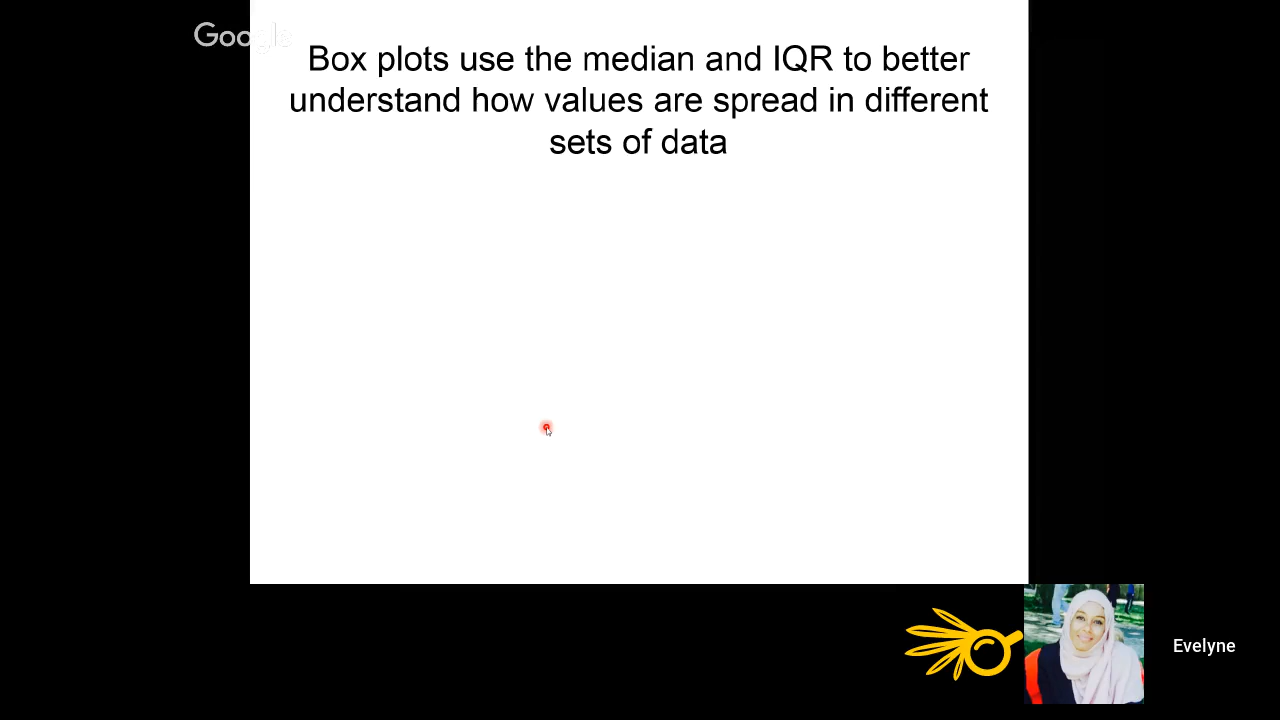 Google
Box plots use the median and IQR to better
understand how values are spread in different
sets of data
Evelyne